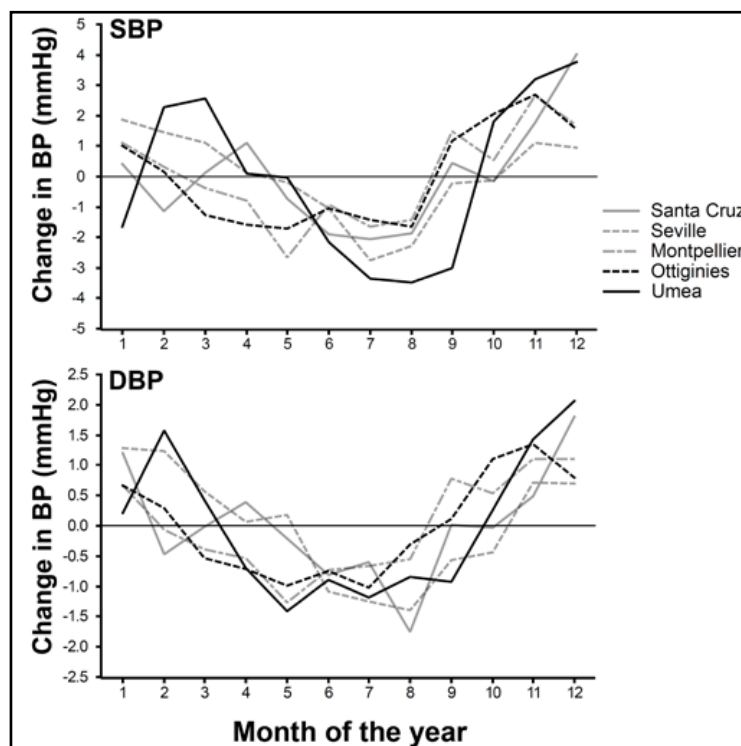 SBP
Change in BP (mmHg)
5
4
3
2
1
0
-1
-2
-3
-4
-5
1 2 3 4 5 6 7 8 9 10 11 12
Santa Cruz
Seville
Montpellier
Ottiginies
Umea
DBP
Change in BP (mmHg)
2.5
2.0
1.5
1.0
0.5
0.0
-0.5
-1.0
-1.5
-2.0
-2.5
1 2 3 4 5 6 7 8 9 10 11 12
Month of the year